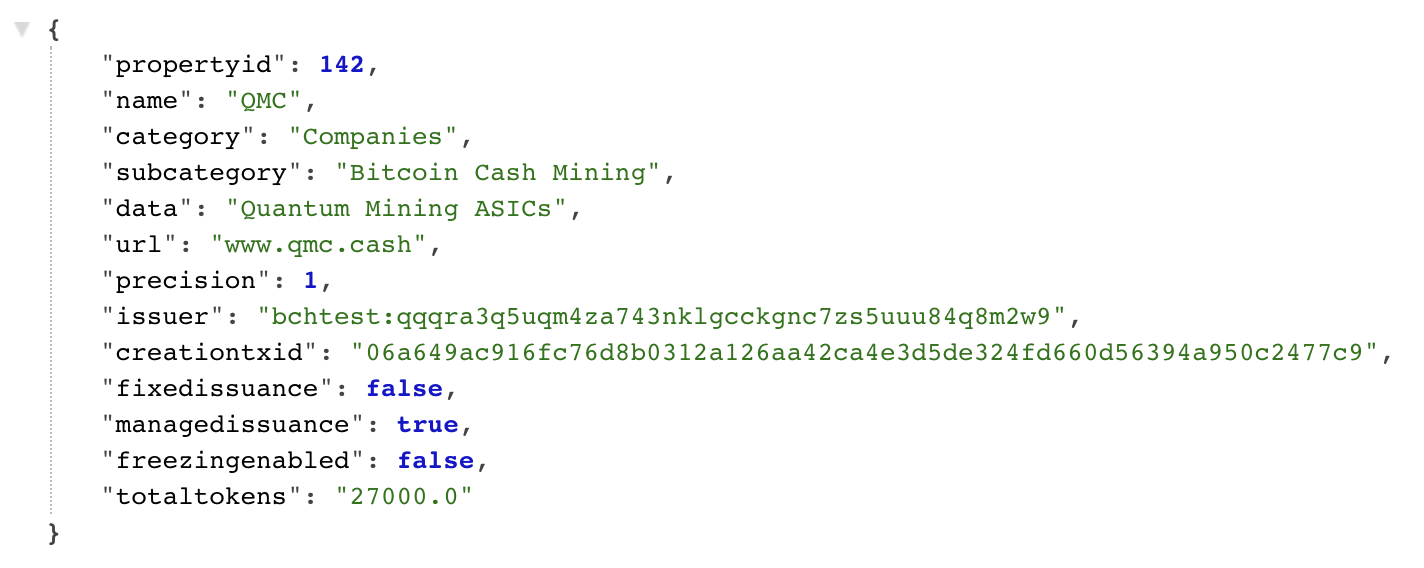 {
"propertyid": 142,
"name": "QMC",
"category": "Companies",
"subcategory": "Bitcoin Cash Mining",
"data": "Quantum Mining ASICs",
"url": "www.qmc.cash",
"precision": 1,
"issuer": "bchtest:qqqra3q5uqm4za743nklgcckgnc7zs5uuu84q8m2w9",
"creationtxid": "06a649ac916fc76d8b0312a126aa42ca4e3d5de324fd660d56394a950c2477c9",
"fixedissuance": false,
"managedissuance": true,
"freezingenabled": false,
"totaltokens": "27000.0"
}